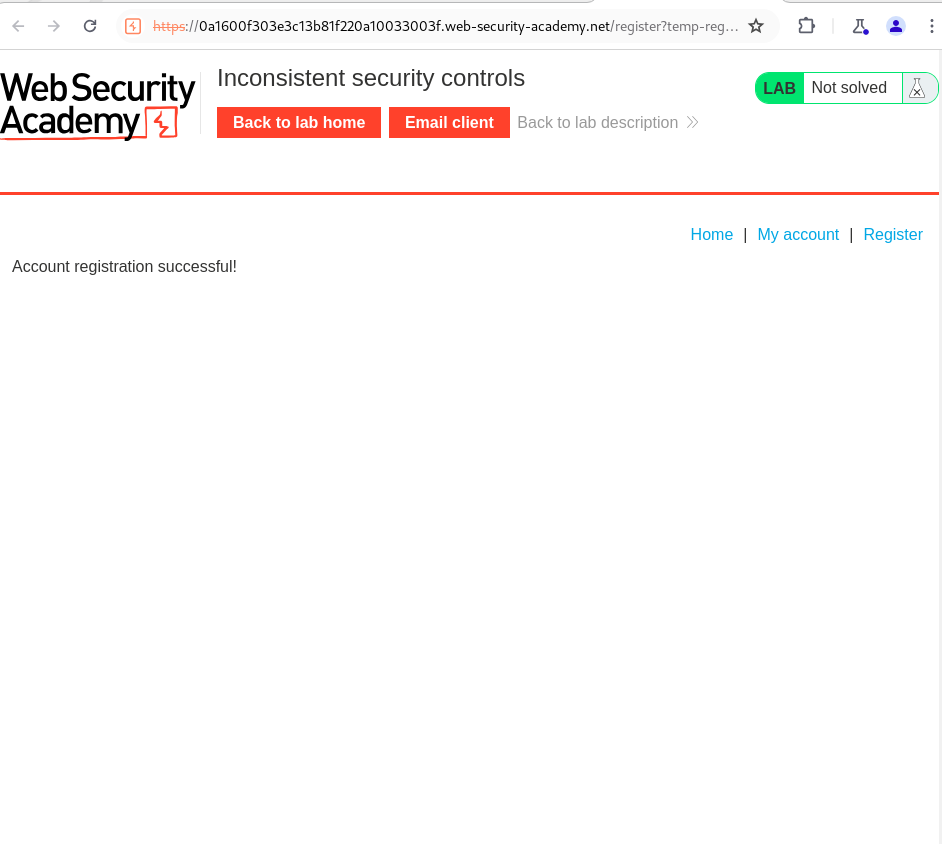 https://0a1600f303e3c13b81f220a10033003f.web-security-academy.net/register?temp-reg...
Web Security
Academy
Inconsistent security controls
Back to lab home
Email client
Back to lab description
LAB
Not solved
Home | My account | Register
Account registration successful!